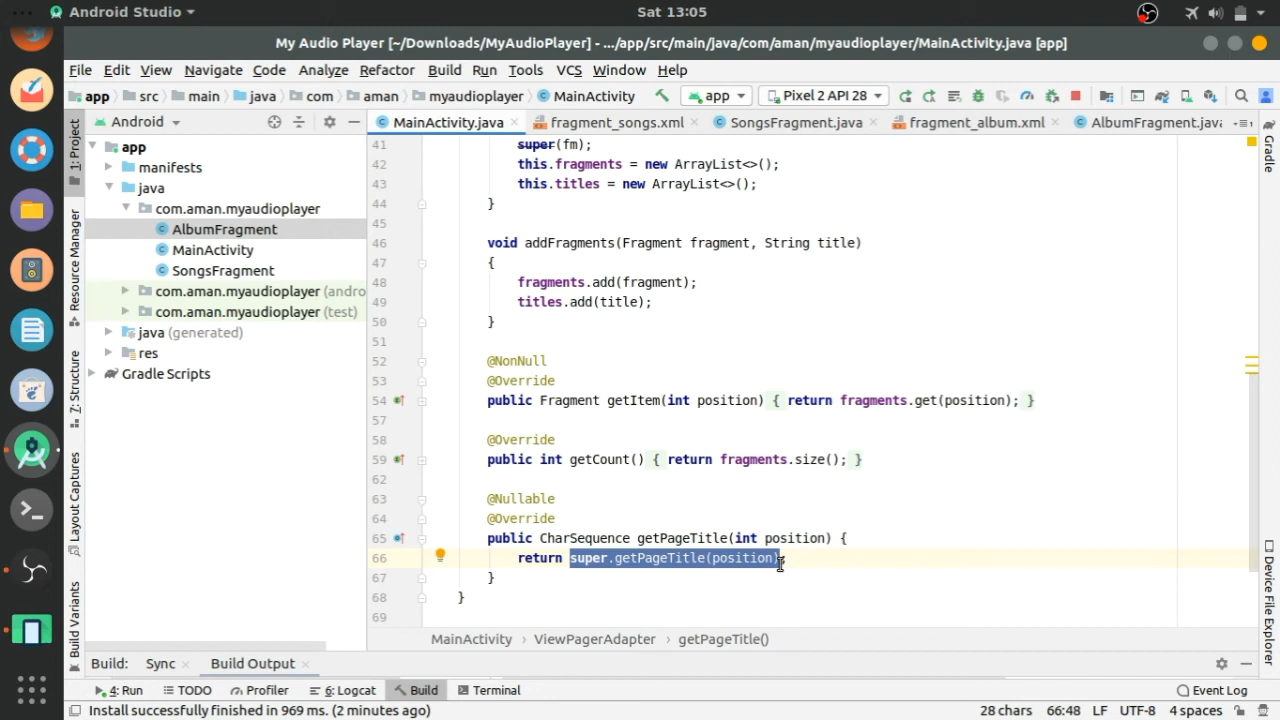 Android Studio
Sat 13:05
My Audio Player [~/Downloads/MyAudioPlayer] - .../app/src/main/java/com/aman/myaudioplayer/MainActivity.java [app]
File Edit View Navigate Code Analyze Refactor Build Run Tools VCS Window Help
app src main java com aman myaudioplayer MainActivity app Pixel 2 API 28
1: Project
Resource Manager
7: Structure
Layout Captures
Build Variants
Android
app
manifests
java
com.aman.myaudioplayer
AlbumFragment
MainActivity
SongsFragment
com.aman.myaudioplayer (andro
com.aman.myaudioplayer (test)
java (generated)
res
Gradle Scripts
MainActivity.java fragment_songs.xml SongsFragment.java fragment_album.xml AlbumFragment.java
41 super(fm);
42 this.fragments = new ArrayList<>();
43 this.titles = new ArrayList<>();
44 }
45
46 void addFragments(Fragment fragment, String title)
47 {
48 fragments.add(fragment);
49 titles.add(title);
50 }
51
52 @NonNull
53 @Override
54 public Fragment getItem(int position) { return fragments.get(position); }
57
58 @Override
59 public int getCount() { return fragments.size(); }
62
63 @Nullable
64 @Override
65 public CharSequence getPageTitle(int position) {
66 return super.getPageTitle(position);
67 }
68 }
69
MainActivity ViewPagerAdapter getPageTitle()
Gradle
Device File Explorer
Build: Sync Build Output
4: Run TODO Profiler 6: Logcat Build Terminal Event Log
Install successfully finished in 969 ms. (2 minutes ago) 28 chars 66:48 LF UTF-8 4 spaces